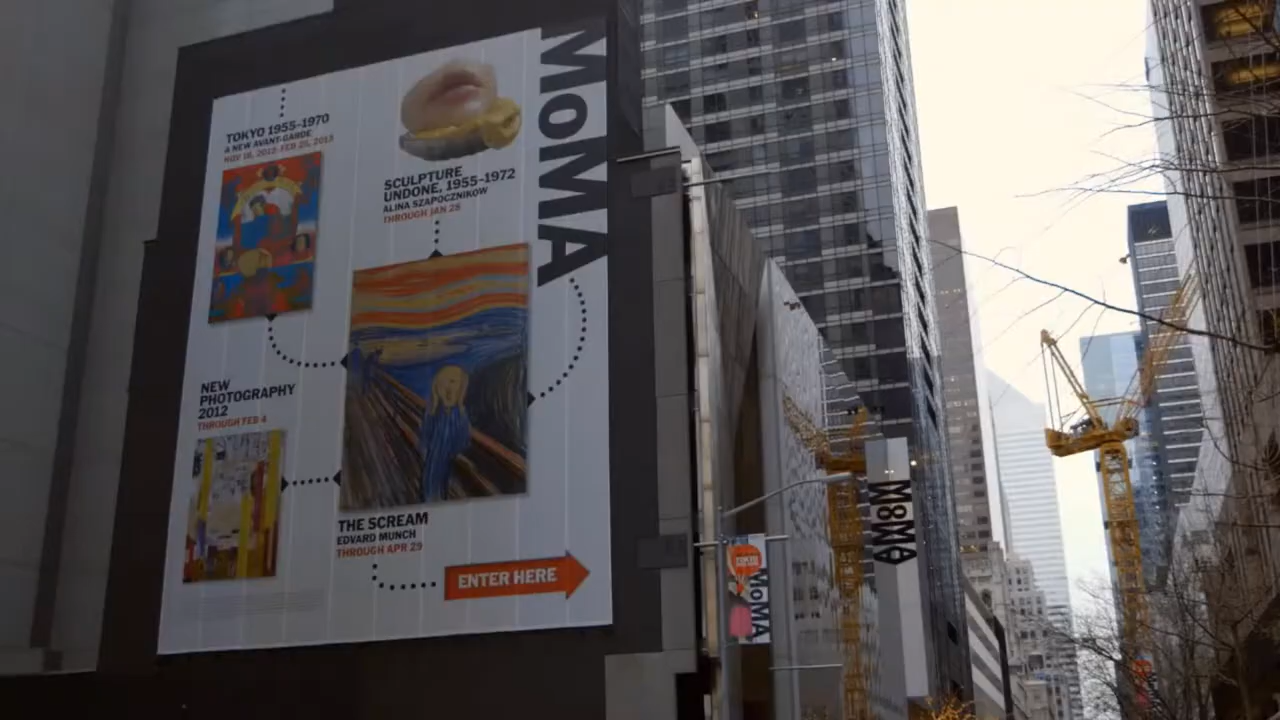 MoMA
TOKYO 1955–1970
A NEW AVANT-GARDE
NOV 18, 2012–FEB 25, 2013
SCULPTURE
UNDONE, 1955–1972
ALINA SZAPOCZNIKOW
THROUGH JAN 28
NEW
PHOTOGRAPHY
2012
THROUGH FEB 4
THE SCREAM
EDVARD MUNCH
THROUGH APR 29
ENTER HERE
MoMA
TOKYO
MoMA